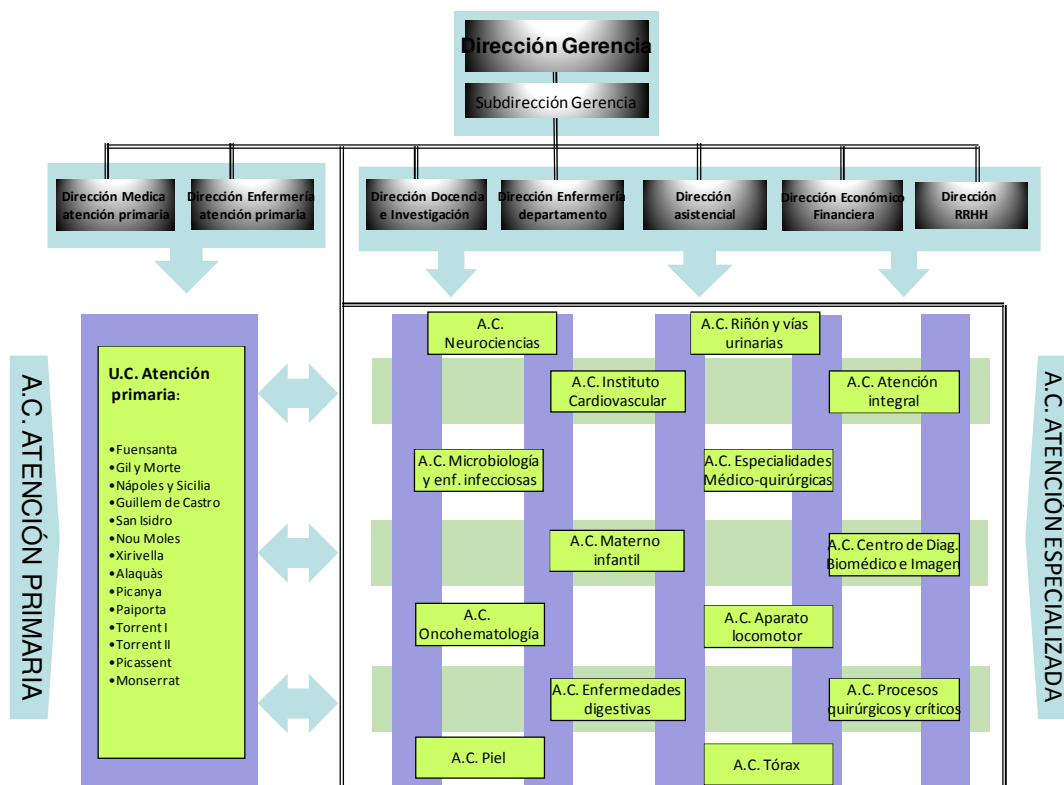 Dirección Gerencia
Subdirección Gerencia
Dirección Medica
atención primaria
Dirección Enfermería
atención primaria
Dirección Docencia
e Investigación
Dirección Enfermería
departamento
Dirección
asistencial
Dirección Económico
Financiera
Dirección
RRHH
A.C. ATENCIÓN PRIMARIA
U.C. Atención
primaria:
•Fuensanta
•Gil y Morte
•Nápoles y Sicilia
•Guillem de Castro
•San Isidro
•Nou Moles
•Xirivella
•Alaquàs
•Picanya
•Paiporta
•Torrent I
•Torrent II
•Picassent
•Monserrat
A.C.
Neurociencias
A.C. Riñón y vías
urinarias
A.C. Instituto
Cardiovascular
A.C. Atención
integral
A.C. Microbiología
y enf. infecciosas
A.C. Especialidades
Médico-quirúrgicas
A.C. Materno
infantil
A.C. Centro de Diag.
Biomédico e Imagen
A.C.
Oncohematología
A.C. Aparato
locomotor
A.C. Enfermedades
digestivas
A.C. Procesos
quirúrgicos y críticos
A.C. Piel
A.C. Tórax
A.C. ATENCIÓN ESPECIALIZADA